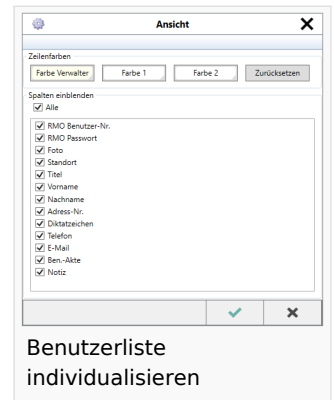 Ansicht
Zeilenfarben
Farbe Verwalter Farbe 1 Farbe 2 Zurücksetzen
Spalten einblenden
Alle
RMO Benutzer-Nr.
RMO Passwort
Foto
Standort
Titel
Vorname
Nachname
Adress-Nr.
Diktatzeichen
Telefon
E-Mail
Ben.-Akte
Notiz
Benutzerliste
individualisieren